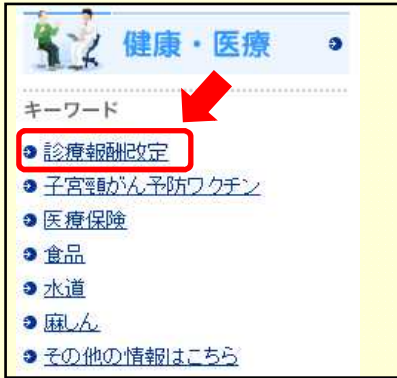 健康・医療
キーワード
診療報酬改定
子宮頸がん予防ワクチン
医療保険
食品
水道
麻しん
その他の情報はこちら